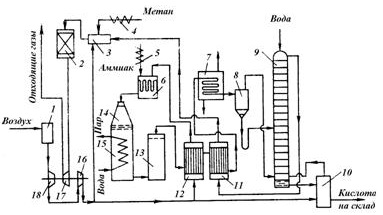 Метан
Вода
Отходящие газы
4
3
2
Аммиак
5
6
7
8
9
Воздух
1
14
Пар
15
Вода
13
16
12
11
10
18
17
Кислота
на склад